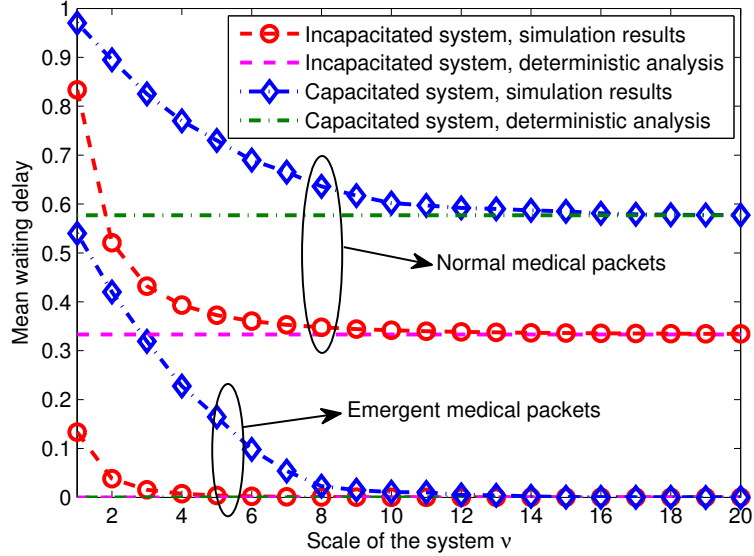 1
0.9
0.8
0.7
0.6
0.5
0.4
0.3
0.2
0.1
0
Mean waiting delay
Incapacitated system, simulation results
Incapacitated system, deterministic analysis
Capacitated system, simulation results
Capacitated system, deterministic analysis
Normal medical packets
Emergent medical packets
2 4 6 8 10 12 14 16 18 20
Scale of the system ν